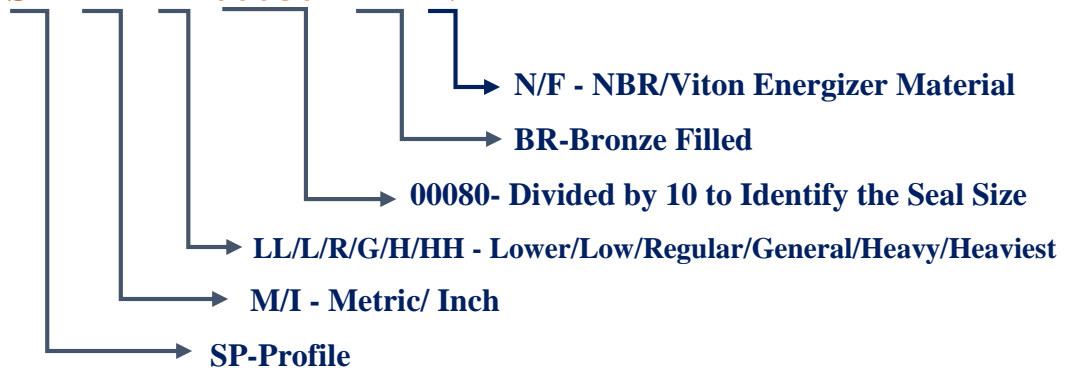 N/F - NBR/Viton Energizer Material
BR-Bronze Filled
00080- Divided by 10 to Identify the Seal Size
LL/L/R/G/H/HH - Lower/Low/Regular/General/Heavy/Heaviest
M/I - Metric/ Inch
SP-Profile